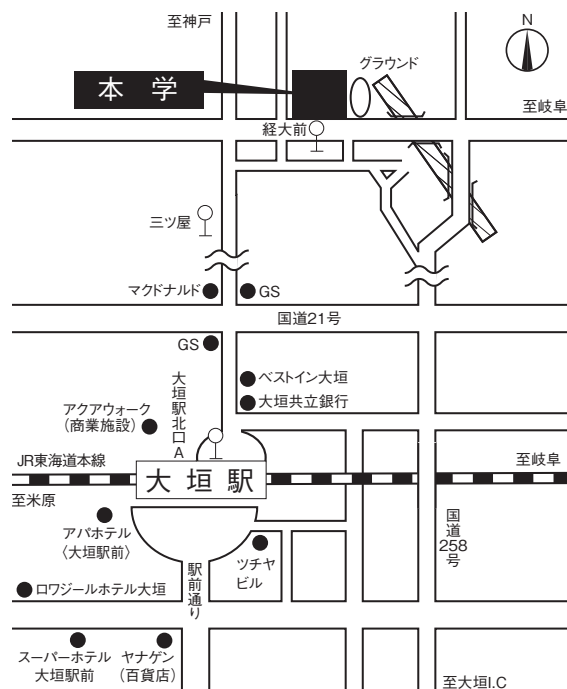 至神戸
N
グラウンド
本学
至岐阜
経大前
三ツ屋
マクドナルド
GS
国道21号
GS
大垣駅北口A
ベストイン大垣
大垣共立銀行
アクアウォーク
(商業施設)
JR東海道本線
至岐阜
大垣駅
至米原
アパホテル
〈大垣駅前〉
国道
258
号
ツチヤ
ビル
駅前通り
ロワジールホテル大垣
スーパーホテル
大垣駅前
ヤナゲン
(百貨店)
至大垣I.C